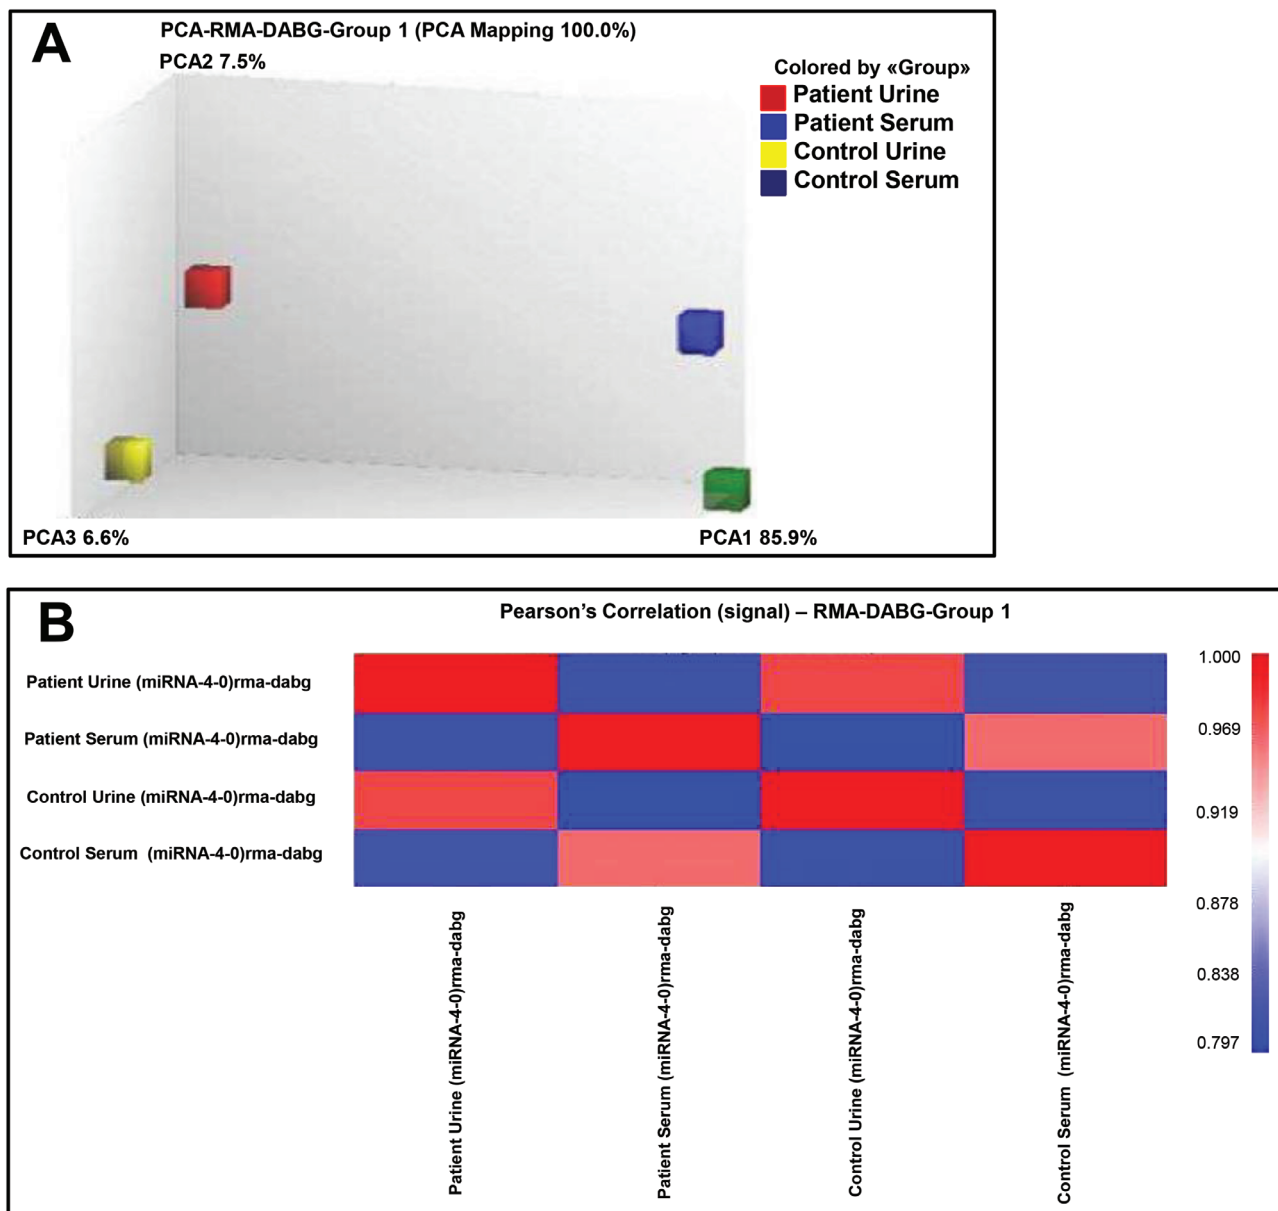 A
PCA-RMA-DABG-Group 1 (PCA Mapping 100.0%)
PCA2 7.5%
Colored by «Group»
Patient Urine
Patient Serum
Control Urine
Control Serum
PCA3 6.6%
PCA1 85.9%
B
Pearson’s Correlation (signal) – RMA-DABG-Group 1
Patient Urine (miRNA-4-0)rma-dabg
Patient Serum (miRNA-4-0)rma-dabg
Control Urine (miRNA-4-0)rma-dabg
Control Serum (miRNA-4-0)rma-dabg
1.000
0.969
0.919
0.878
0.838
0.797
Patient Urine (miRNA-4-0)rma-dabg
Patient Serum (miRNA-4-0)rma-dabg
Control Urine (miRNA-4-0)rma-dabg
Control Serum (miRNA-4-0)rma-dabg